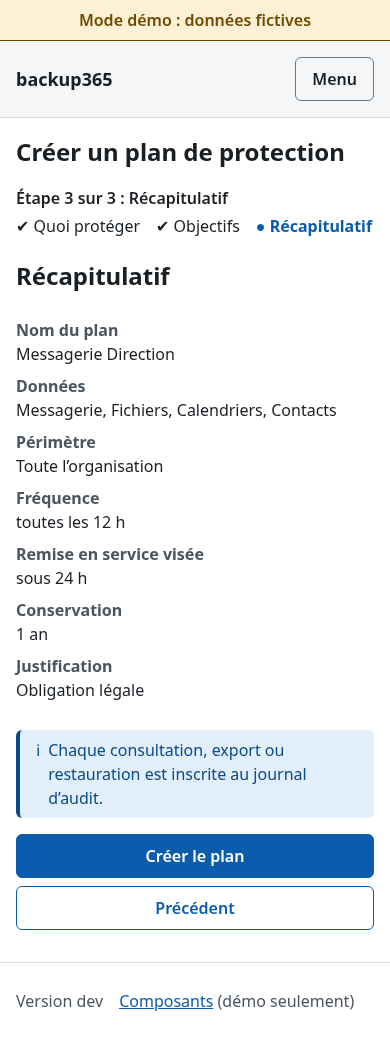 Mode démo : données fictives
backup365
Menu
Créer un plan de protection
Étape 3 sur 3 : Récapitulatif
✔ Quoi protéger ✔ Objectifs ● Récapitulatif
Récapitulatif
Nom du plan
Messagerie Direction
Données
Messagerie, Fichiers, Calendriers, Contacts
Périmètre
Toute l’organisation
Fréquence
toutes les 12 h
Remise en service visée
sous 24 h
Conservation
1 an
Justification
Obligation légale
i Chaque consultation, export ou
restauration est inscrite au journal
d’audit.
Créer le plan
Précédent
Version dev Composants (démo seulement)